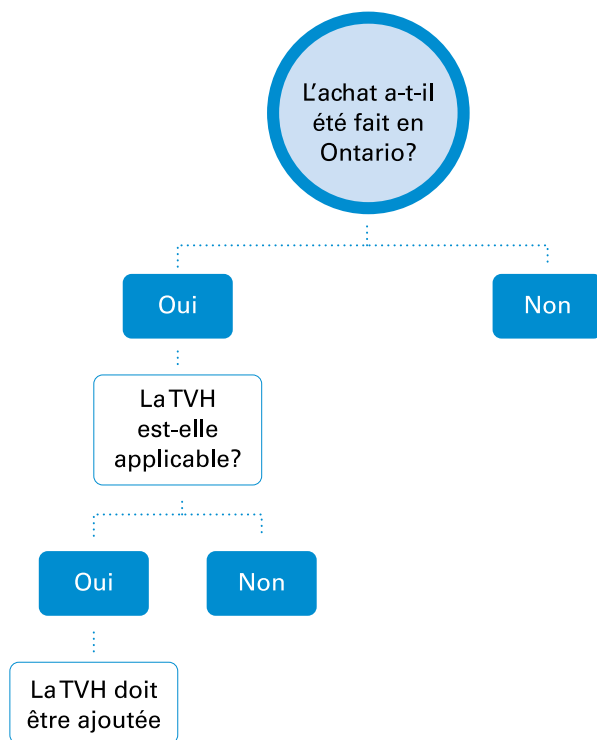 L'achat a-t-il
été fait en
Ontario?
Oui
Non
La TVH
est-elle
applicable?
Oui
Non
La TVH doit
être ajoutée